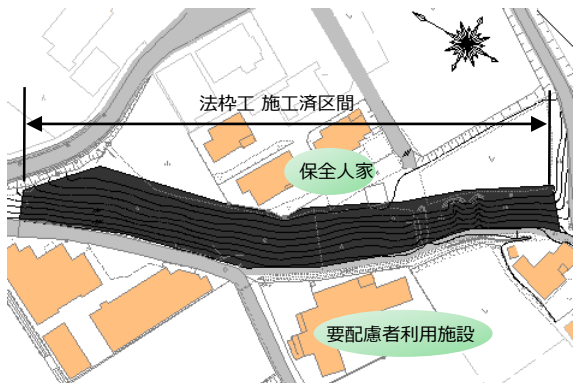 法枠工 施工済区間
保全人家
要配慮者利用施設